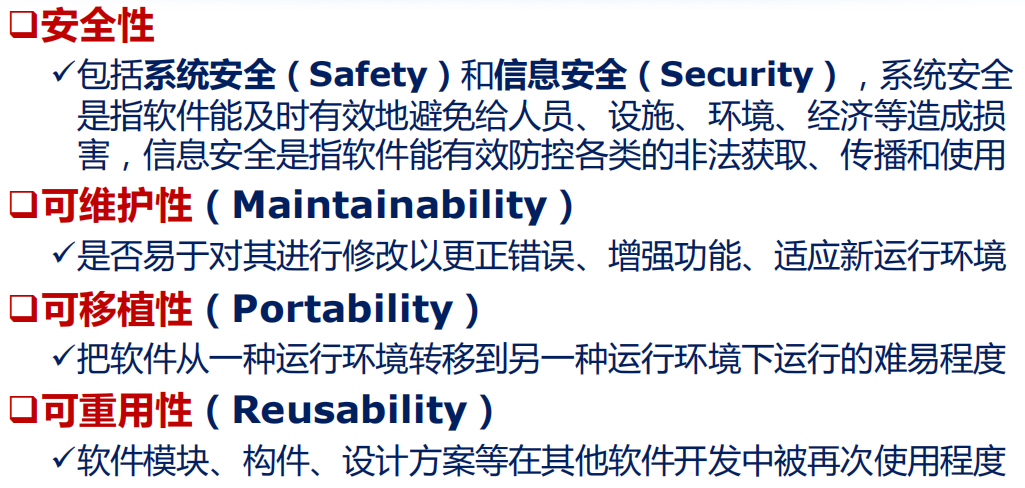 ❑安全性
✓包括系统安全（Safety）和信息安全（Security），系统安全
是指软件能及时有效地避免给人员、设施、环境、经济等造成损
害，信息安全是指软件能有效防控各类的非法获取、传播和使用
❑可维护性（Maintainability）
✓是否易于对其进行修改以更正错误、增强功能、适应新运行环境
❑可移植性（Portability）
✓把软件从一种运行环境转移到另一种运行环境下运行的难易程度
❑可重用性（Reusability）
✓软件模块、构件、设计方案等在其他软件开发中被再次使用程度